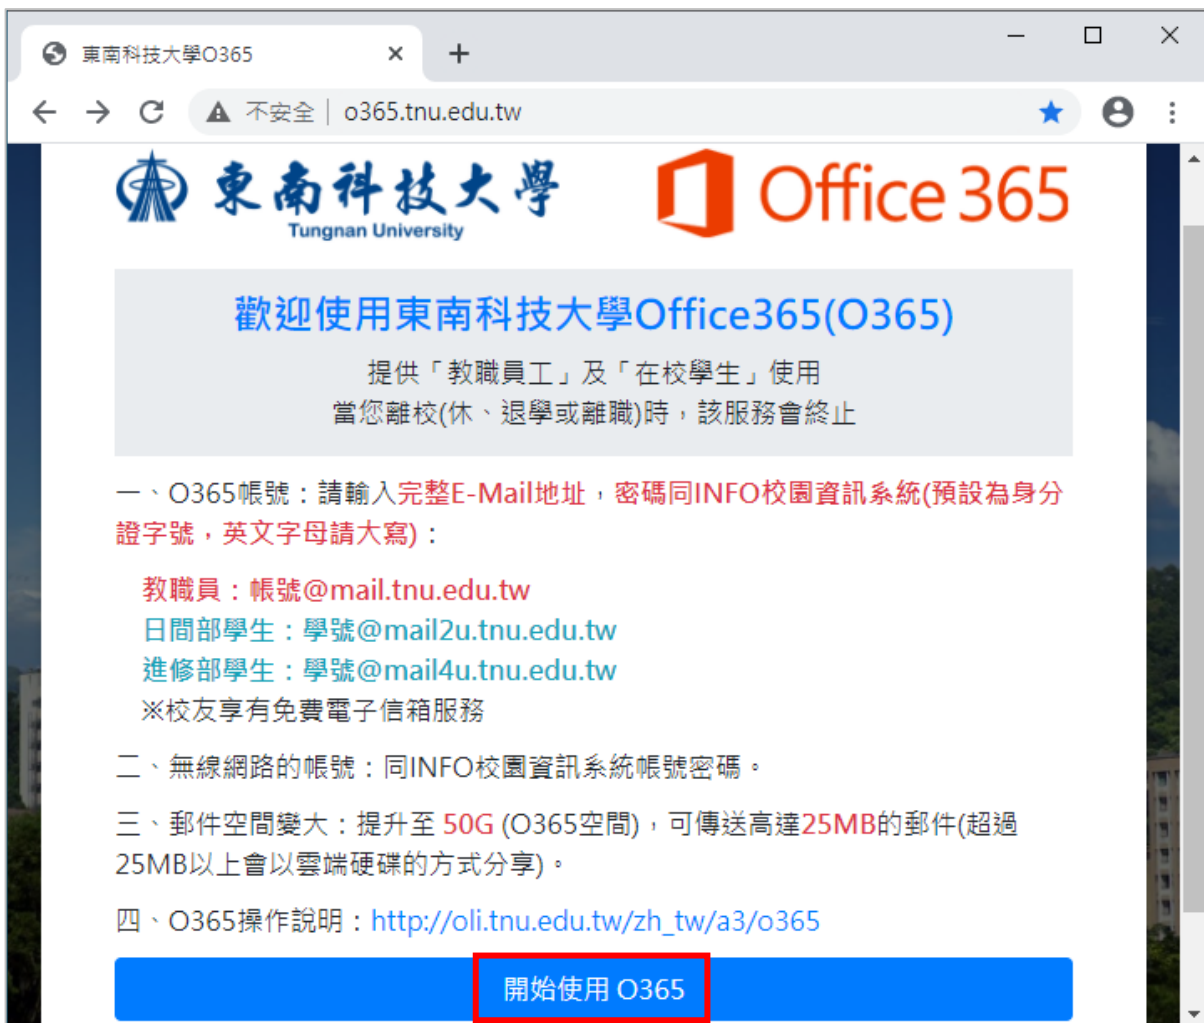 東南科技大學O365
不安全 | o365.tnu.edu.tw
東南科技大學 Office 365
Tungnan University
歡迎使用東南科技大學Office365(O365)
提供「教職員工」及「在校學生」使用
當您離校(休、退學或離職)時，該服務會終止
一、O365帳號：請輸入完整E-Mail地址，密碼同INFO校園資訊系統(預設為身分
證字號，英文字母請大寫)：
教職員：帳號@mail.tnu.edu.tw
日間部學生：學號@mail2u.tnu.edu.tw
進修部學生：學號@mail4u.tnu.edu.tw
※校友享有免費電子信箱服務
二、無線網路的帳號：同INFO校園資訊系統帳號密碼。
三、郵件空間變大：提升至 50G (O365空間)，可傳送高達25MB的郵件(超過
25MB以上會以雲端硬碟的方式分享)。
四、O365操作說明：http://oli.tnu.edu.tw/zh_tw/a3/o365
開始使用 O365